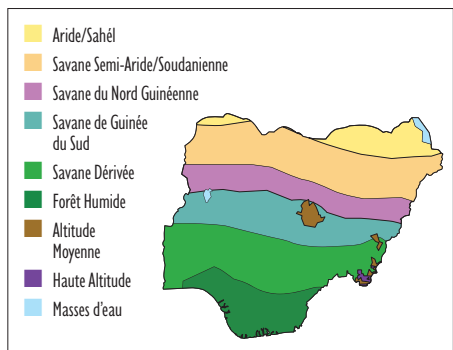 Aride/Sahél
Savane Semi-Aride/Soudanienne
Savane du Nord Guinéenne
Savane de Guinée
du Sud
Savane Dérivée
Forêt Humide
Altitude
Moyenne
Haute Altitude
Masses d'eau